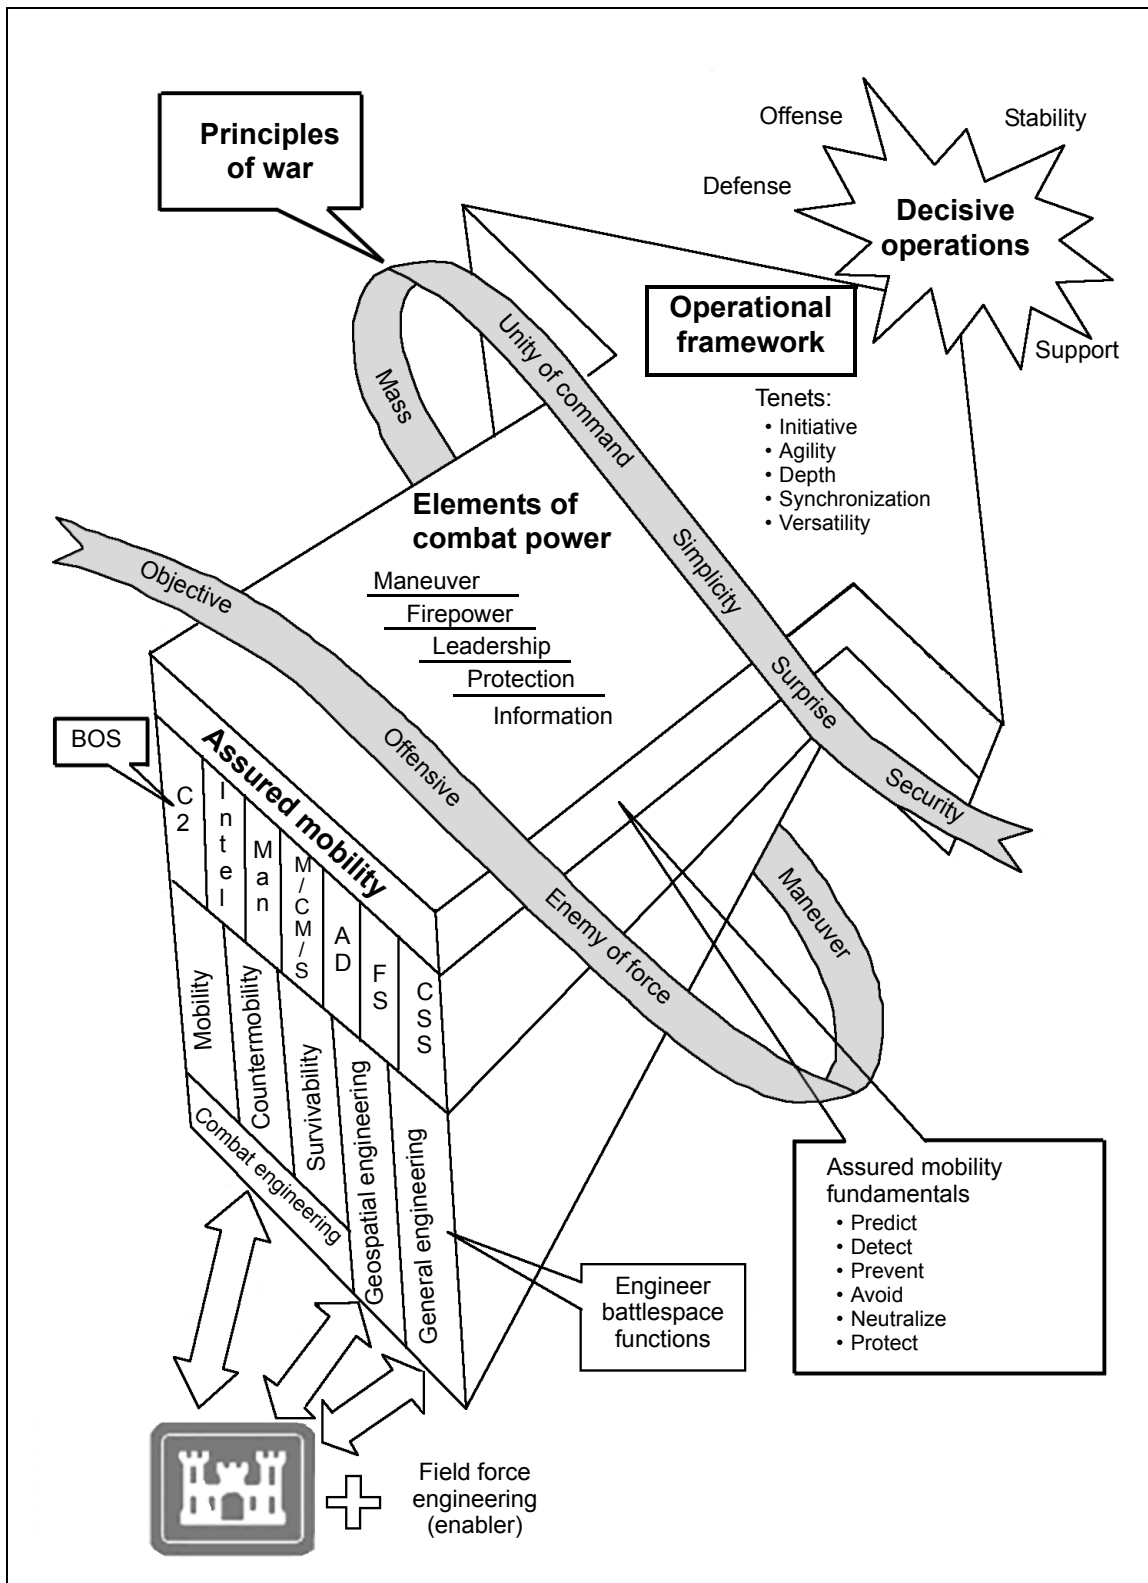 Principles
of war
Offense
Stability
Defense
Decisive
operations
Support
Operational
framework
Tenets:
• Initiative
• Agility
• Depth
• Synchronization
• Versatility
Mass
Unity of command
Simplicity
Surprise
Security
Elements of
combat power
Maneuver
Firepower
Leadership
Protection
Information
Objective
Offensive
Enemy of force
Maneuver
BOS
Assured mobility
C2
Intel
Man
M/CM/S
AD
FS
CSS
Mobility
Countermobility
Survivability
Geospatial engineering
General engineering
Combat engineering
Engineer
battlespace
functions
Assured mobility
fundamentals
• Predict
• Detect
• Prevent
• Avoid
• Neutralize
• Protect
Field force
engineering
(enabler)